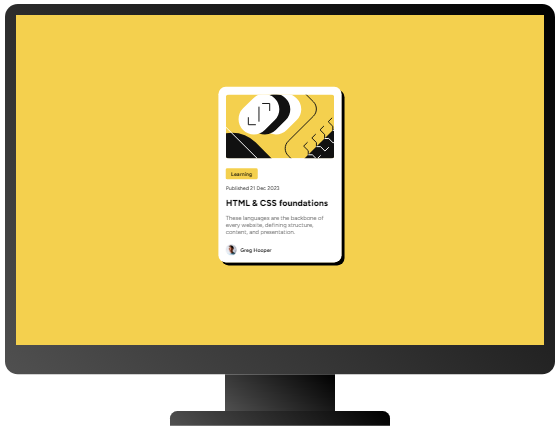 Learning
Published 21 Dec 2023
HTML & CSS foundations
These languages are the backbone of
every website, defining structure,
content, and presentation.
Greg Hooper